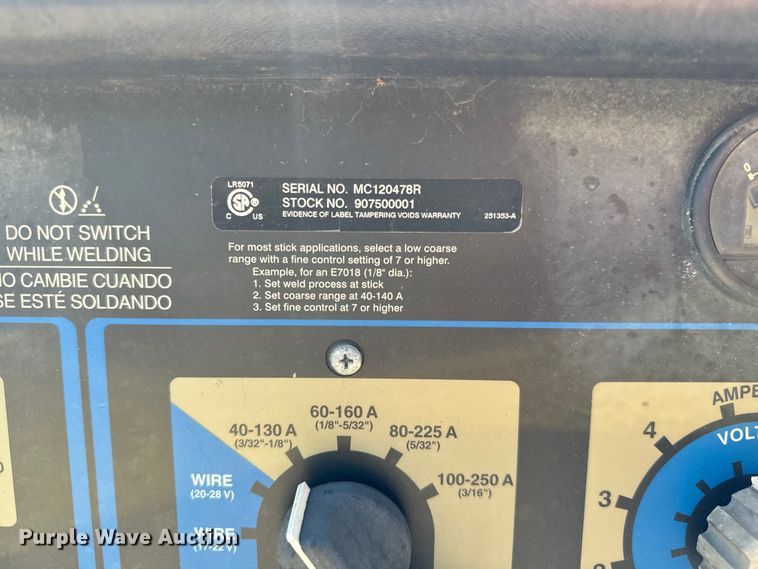 LR5071
C US
SERIAL NO. MC120478R
STOCK NO. 907500001
EVIDENCE OF LABEL TAMPERING VOIDS WARRANTY 251353-A
DO NOT SWITCH
WHILE WELDING
NO CAMBIE CUANDO
SE ESTÉ SOLDANDO
For most stick applications, select a low coarse
range with a fine control setting of 7 or higher.
Example, for an E7018 (1/8" dia.):
1. Set weld process at stick
2. Set coarse range at 40-140 A
3. Set fine control at 7 or higher
60-160 A
(1/8"-5/32")
40-130 A
(3/32"-1/8")
80-225 A
(5/32")
WIRE
(20-28 V)
100-250 A
(3/16")
WIRE
(17-22V)
AMPE
VOLT
4
3
2
Purple Wave Auction